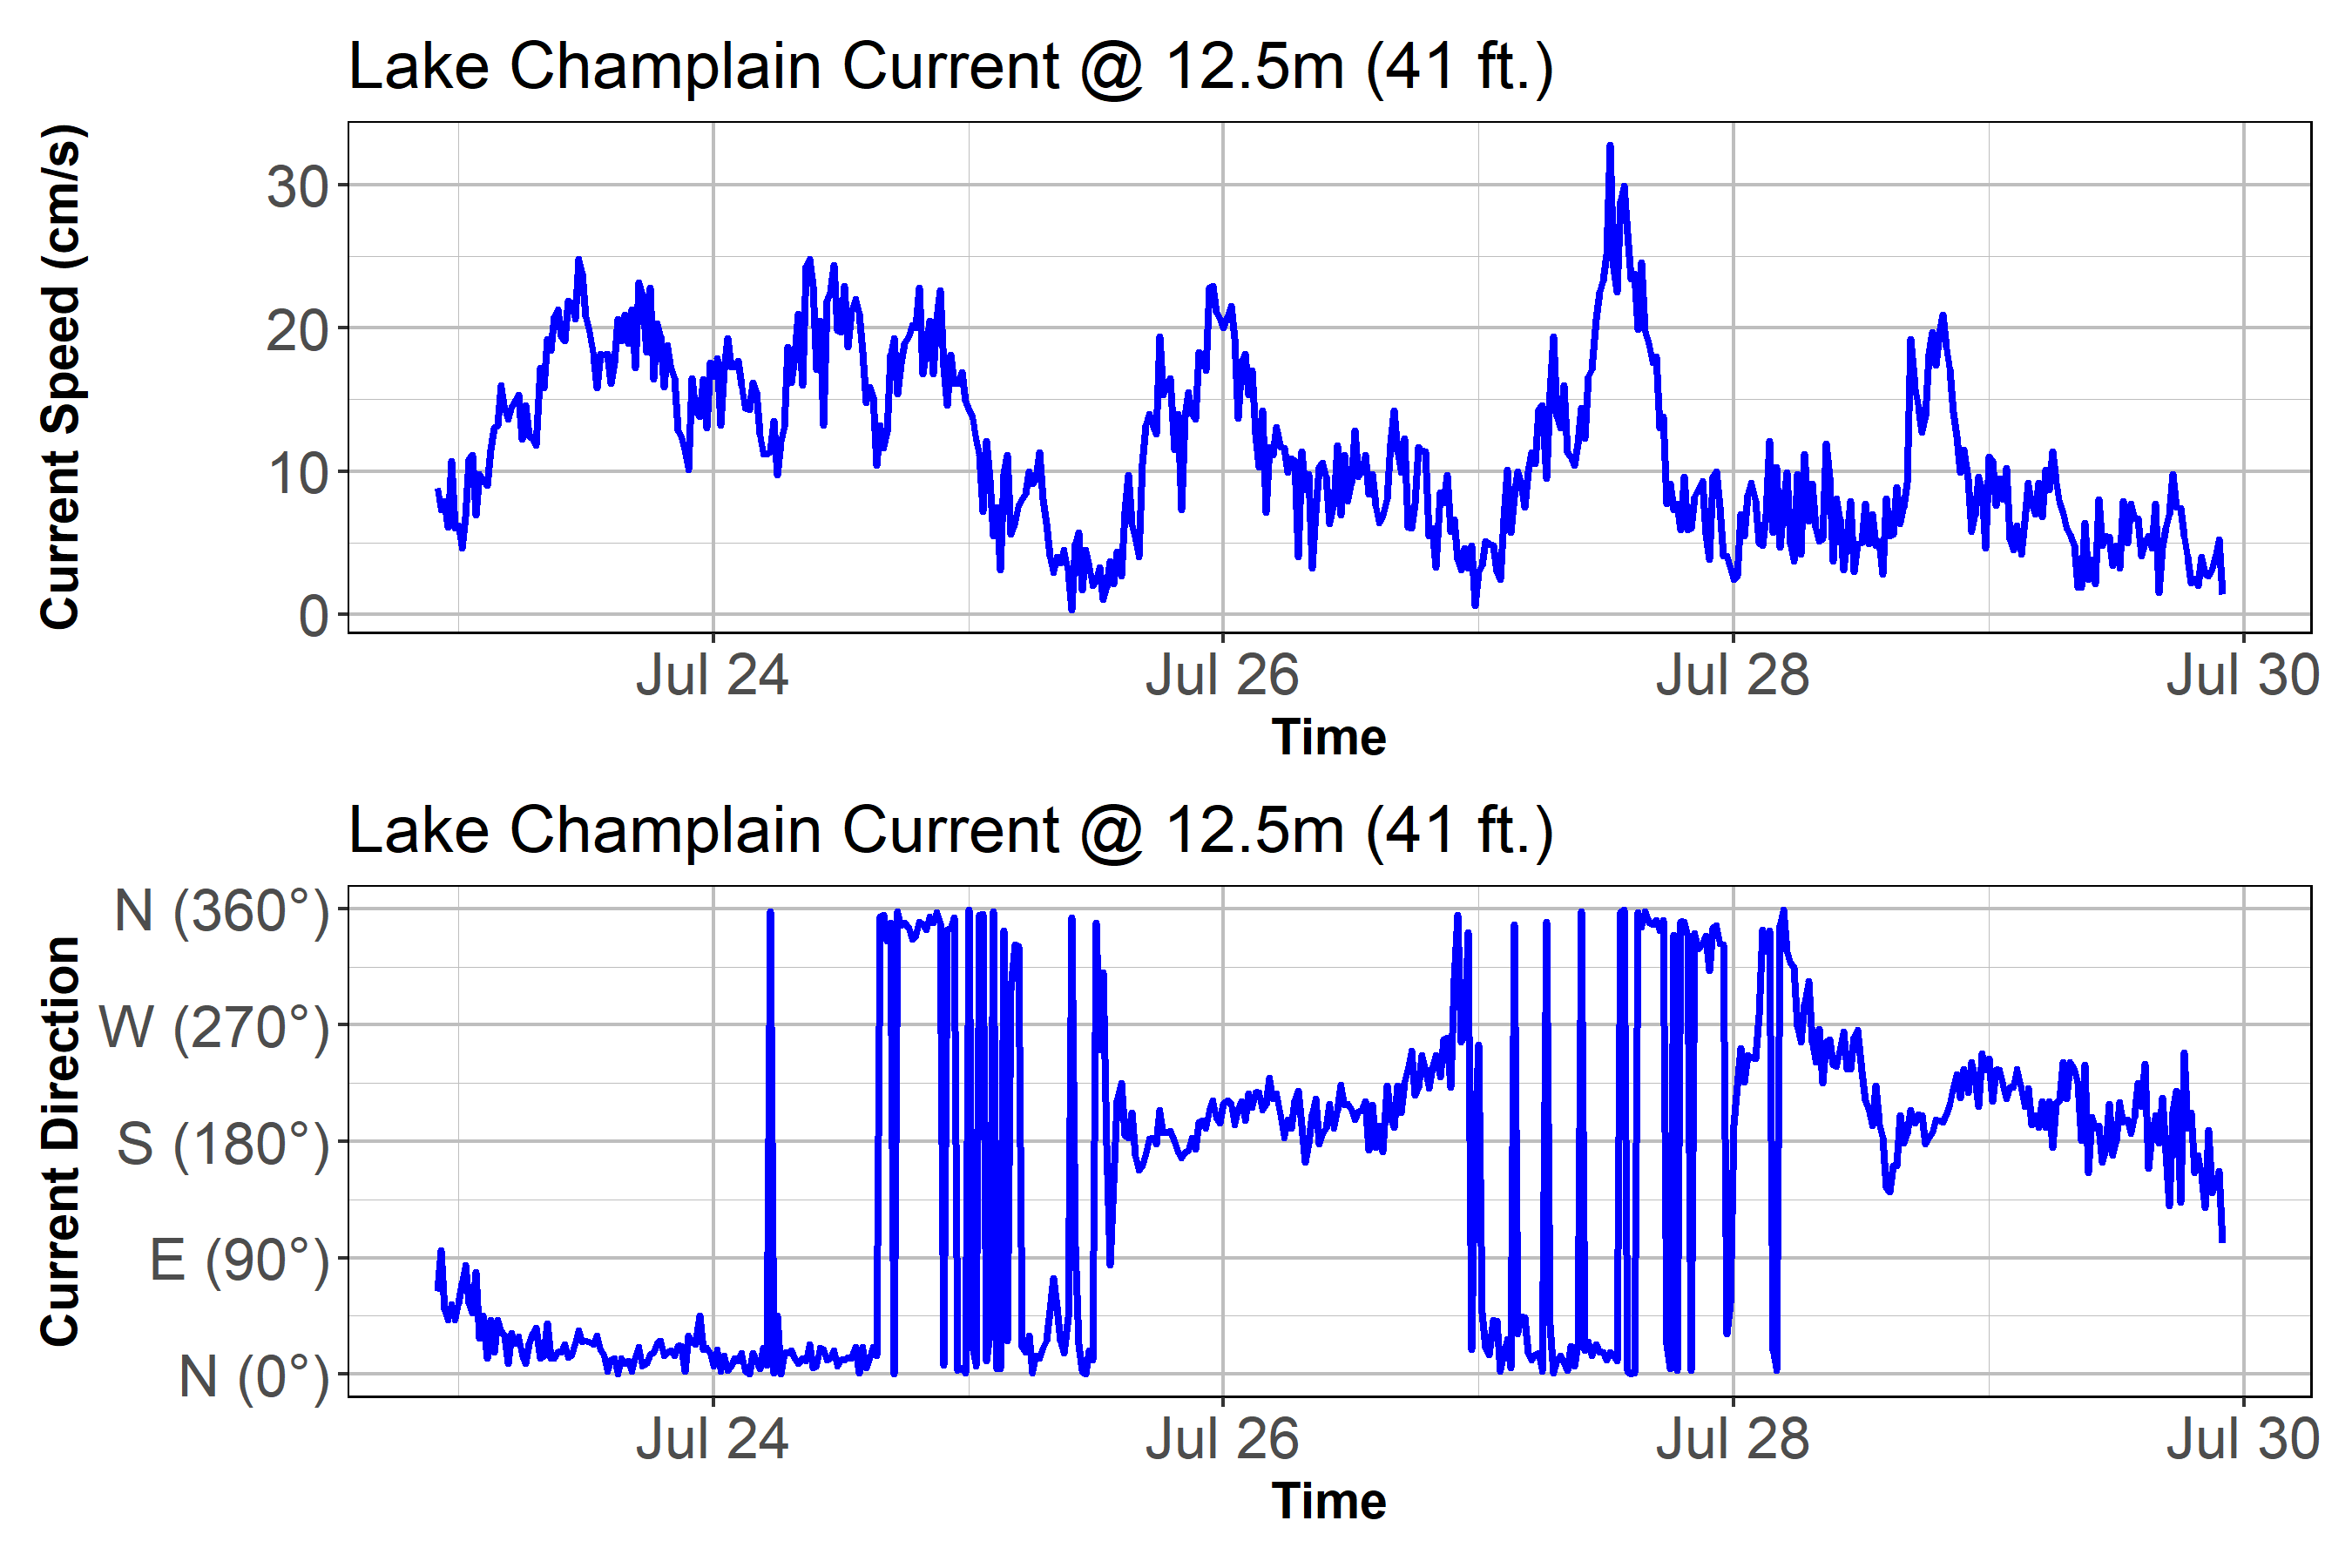 Lake Champlain Current @ 12.5m (41 ft.)
Current Speed (cm/s)
30
20
10
0
Jul 24 Jul 26 Jul 28 Jul 30
Time
Lake Champlain Current @ 12.5m (41 ft.)
Current Direction
N (360°)
W (270°)
S (180°)
E (90°)
N (0°)
Jul 24 Jul 26 Jul 28 Jul 30
Time